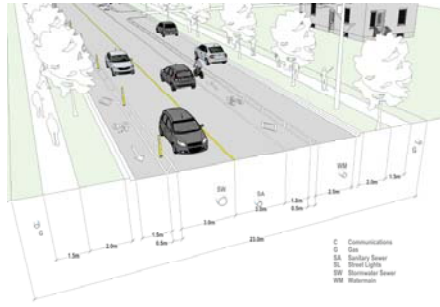 WM
SW
SA
G
1.5m
2.0m
1.5m
0.5m
3.0m
3.0m
1.8m
0.5m
2.5m
2.0m
1.5m
23.0m
C Communications
G Gas
SA Sanitary Sewer
SL Street Lights
SW Stormwater Sewer
WM Watermain